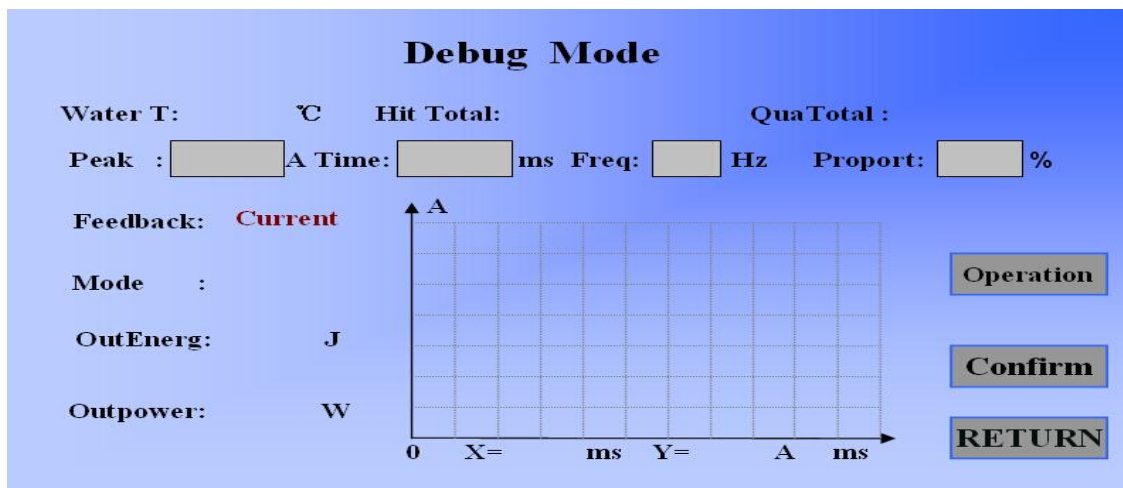 Debug Mode
Water T: ℃ Hit Total: QuaTotal :
Peak : A Time: ms Freq: Hz Proport: %
Feedback: Current
A
Mode :
Operation
OutEnerg: J
Confirm
Outpower: W
RETURN
0 X= ms Y= A ms